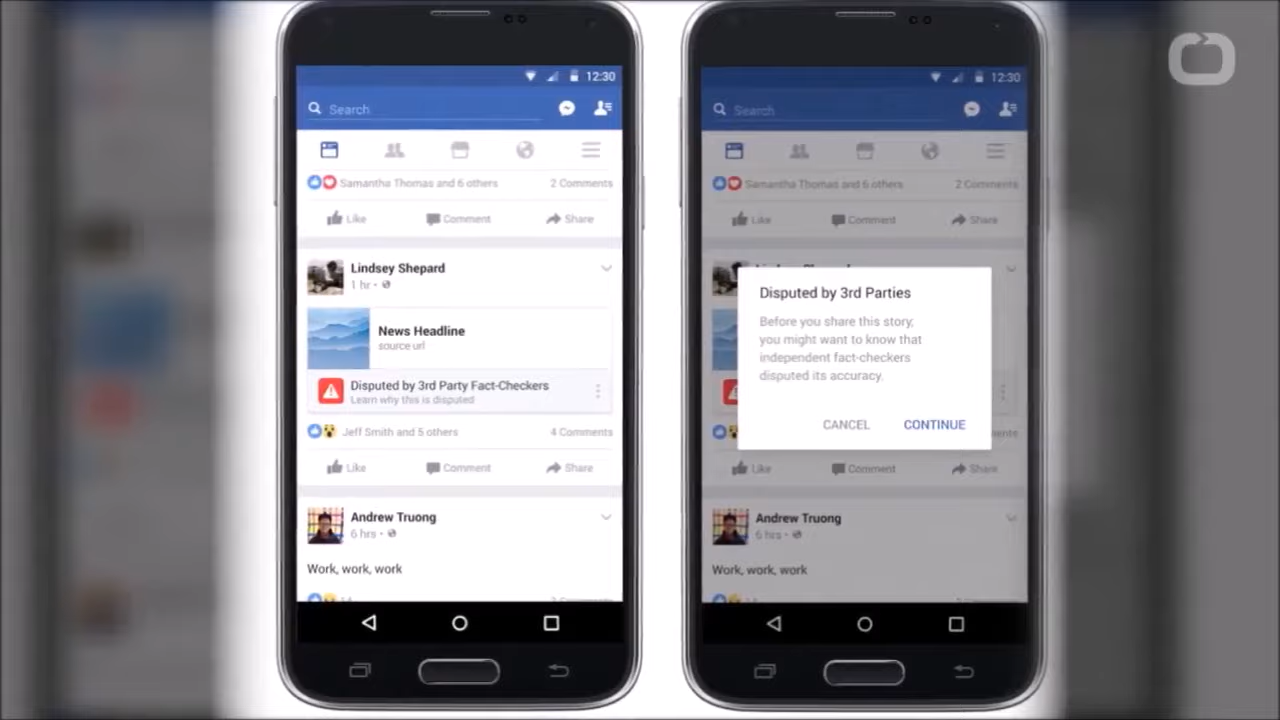 12:30
Search
Samantha Thomas and 6 others 2 Comments
Like Comment Share
Lindsey Shepard
1 hr
News Headline
source url
Disputed by 3rd Party Fact-Checkers
Learn why this is disputed
Jeff Smith and 5 others 4 Comments
Like Comment Share
Andrew Truong
6 hrs
Work, work, work
12:30
Search
Samantha Thomas and 6 others 2 Comments
Like Comment Share
Disputed by 3rd Parties
Before you share this story,
you might want to know that
independent fact-checkers
disputed its accuracy.
CANCEL CONTINUE
Like Comment Share
Andrew Truong
6 hrs
Work, work, work